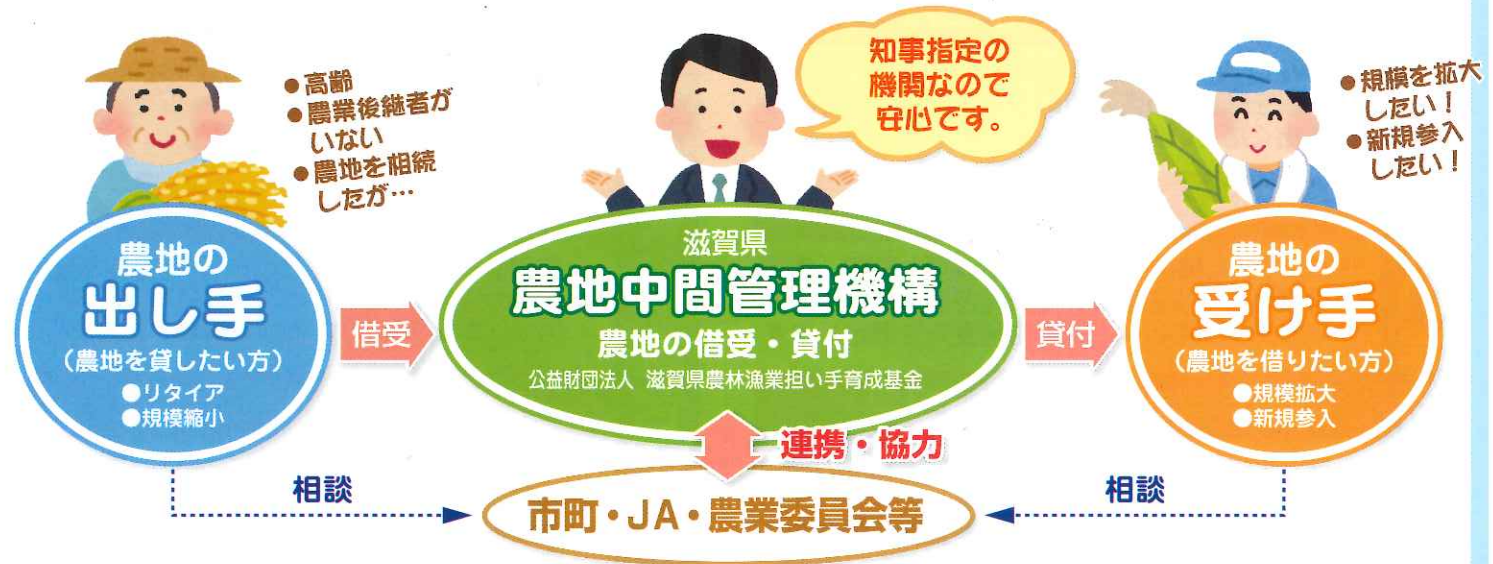 ●高齢
●農業後継者が
いない
●農地を相続
したが…
知事指定の
機関なので
安心です。
●規模を拡大
したい！
●新規参入
したい！
農地の
出し手
（農地を貸したい方）
●リタイア
●規模縮小
借受
滋賀県
農地中間管理機構
農地の借受・貸付
公益財団法人 滋賀県農林漁業担い手育成基金
貸付
農地の
受け手
（農地を借りたい方）
●規模拡大
●新規参入
連携・協力
相談
市町・JA・農業委員会等
相談